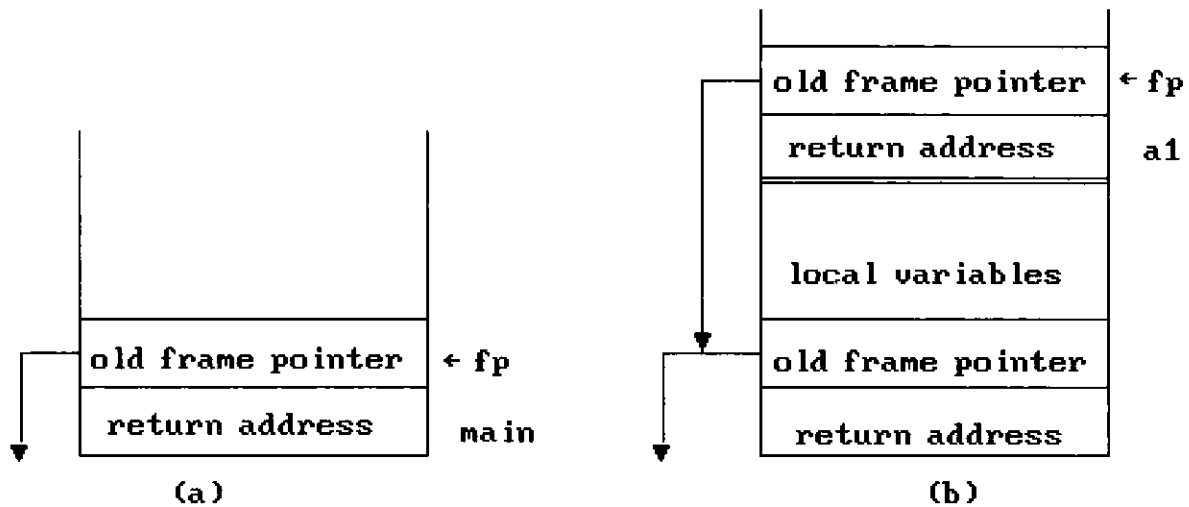 old frame pointer ← fp
return address main
(a)
old frame pointer ← fp
return address a1
local variables
old frame pointer
return address
(b)